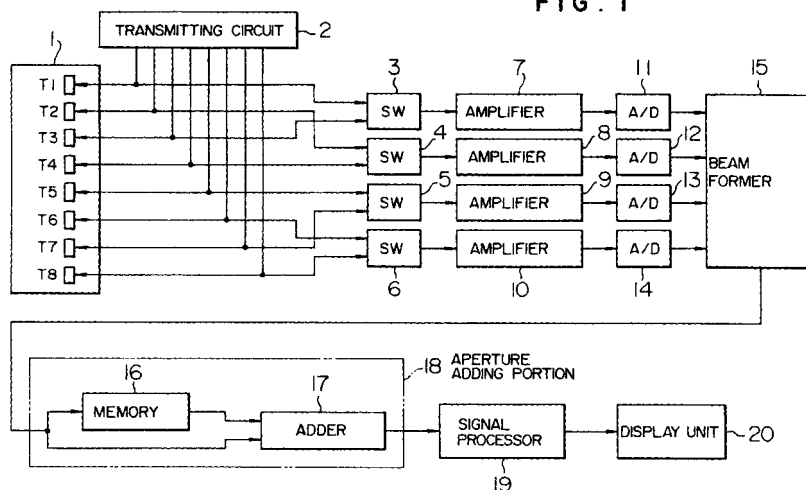 FIG. 1
1
TRANSMITTING CIRCUIT
2
T1
T2
T3
T4
T5
T6
T7
T8
3
SW
7
AMPLIFIER
11
A/D
15
BEAM
FORMER
SW
4
AMPLIFIER
8
A/D
12
SW
5
AMPLIFIER
9
A/D
13
SW
6
AMPLIFIER
10
A/D
14
16
MEMORY
17
ADDER
18 APERTURE
ADDING PORTION
SIGNAL
PROCESSOR
19
DISPLAY UNIT
20